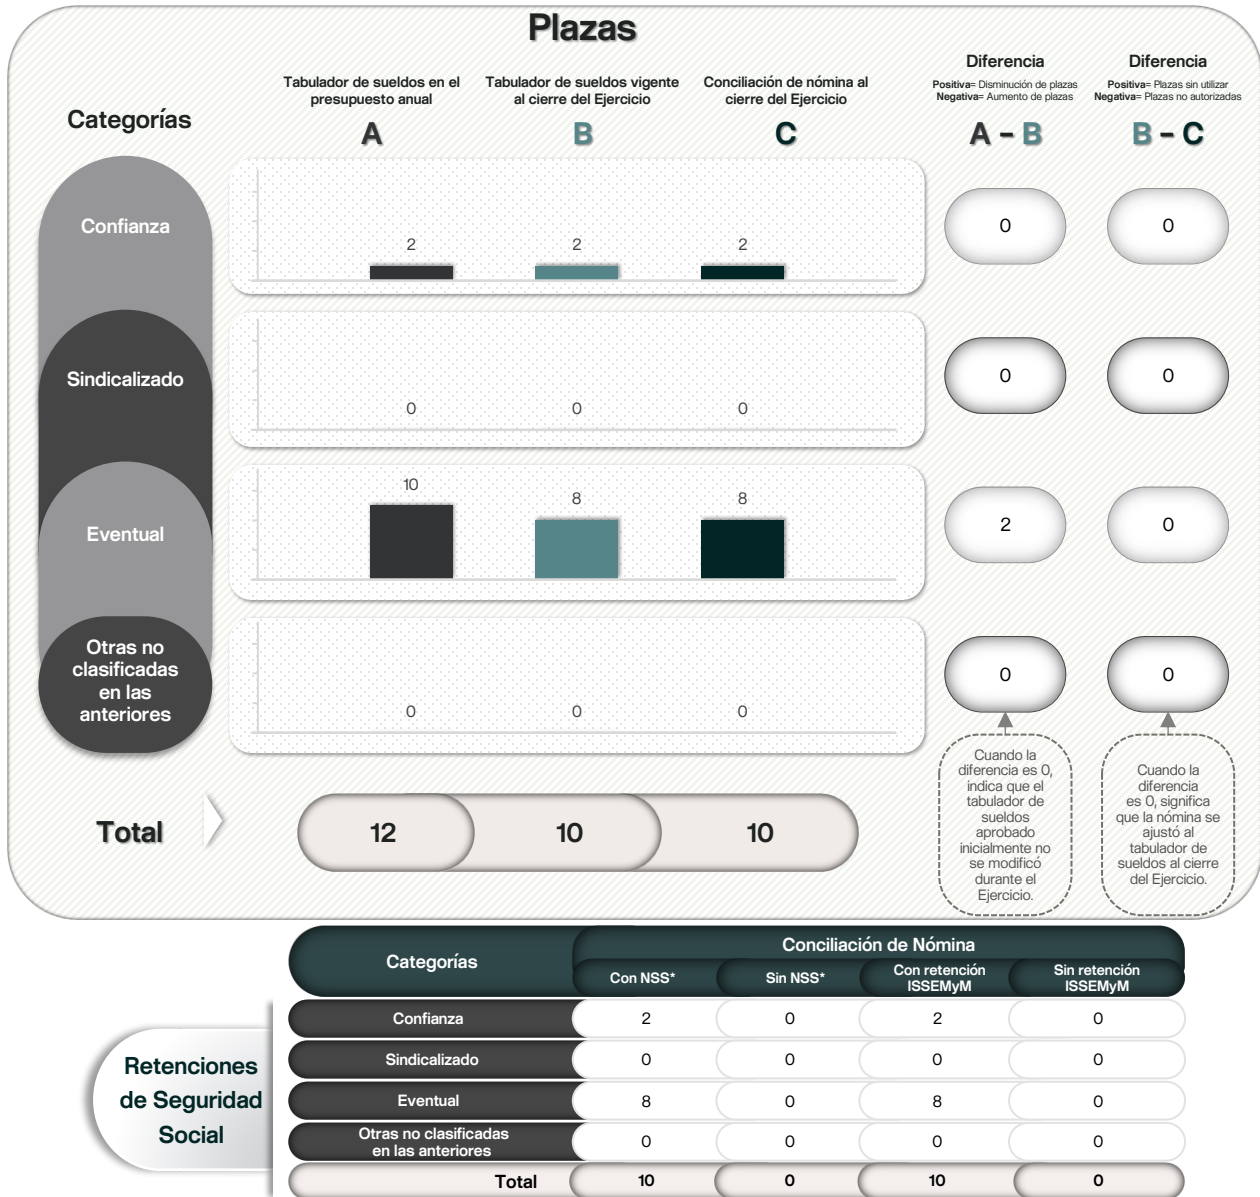 Plazas
Categorías
Tabulador de sueldos en el
presupuesto anual
A
Tabulador de sueldos vigente
al cierre del Ejercicio
B
Conciliación de nómina al
cierre del Ejercicio
C
Diferencia
Positiva= Disminución de plazas
Negativa= Aumento de plazas
A - B
Diferencia
Positiva= Plazas sin utilizar
Negativa= Plazas no autorizadas
B - C
Confianza
2 2 2 0 0
Sindicalizado
0 0 0 0 0
Eventual
10 8 8 2 0
Otras no
clasificadas
en las
anteriores
0 0 0 0 0
Cuando la
diferencia es 0,
indica que el
tabulador de
sueldos
aprobado
inicialmente no
se modificó
durante el
Ejercicio.
Cuando la
diferencia
es 0, significa
que la nómina se
ajustó al
tabulador de
sueldos al cierre
del Ejercicio.
Total 12 10 10
Retenciones
de Seguridad
Social
Categorías
Conciliación de Nómina
Con NSS*
Sin NSS*
Con retención
ISSEMyM
Sin retención
ISSEMyM
Confianza 2 0 2 0
Sindicalizado 0 0 0 0
Eventual 8 0 8 0
Otras no clasificadas
en las anteriores
0 0 0 0
Total 10 0 10 0